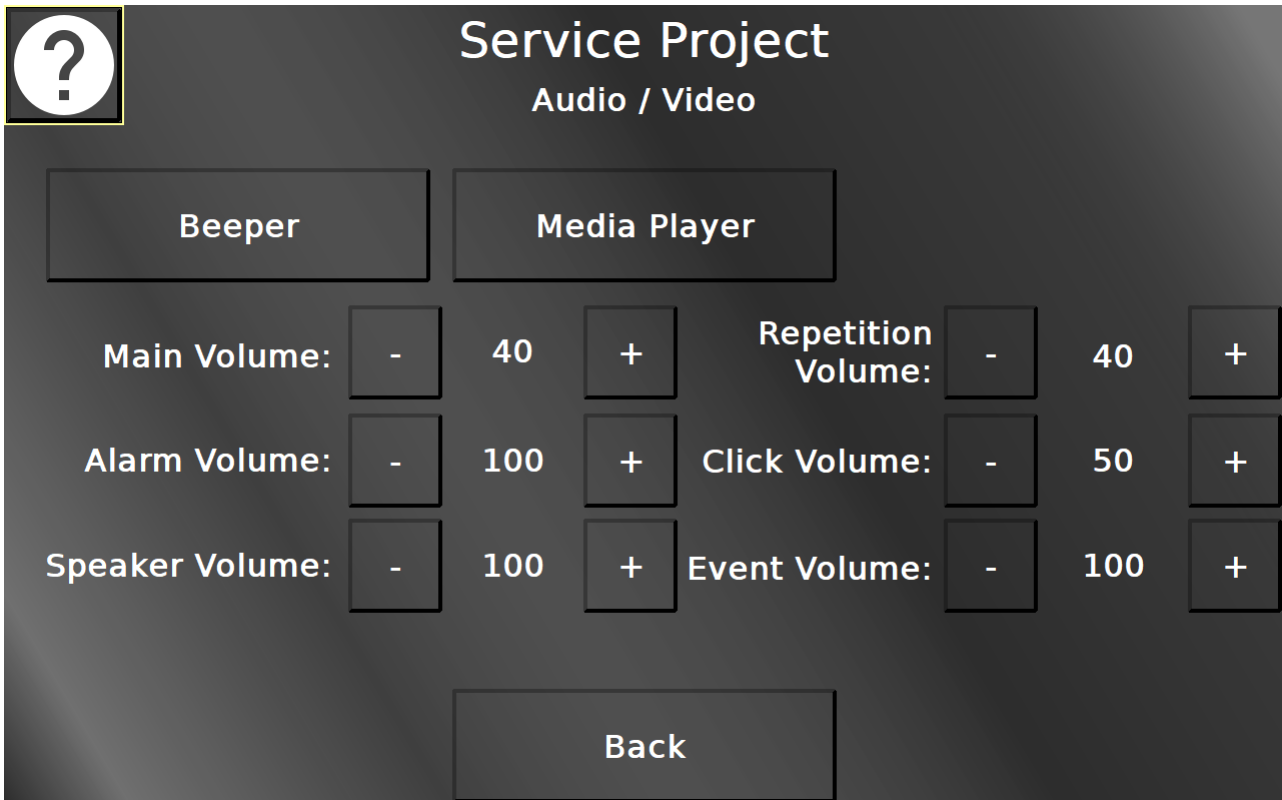 ?
Service Project
Audio / Video
Beeper
Media Player
Main Volume: - 40 +
Repetition
Volume: - 40 +
Alarm Volume: - 100 +
Click Volume: - 50 +
Speaker Volume: - 100 +
Event Volume: - 100 +
Back